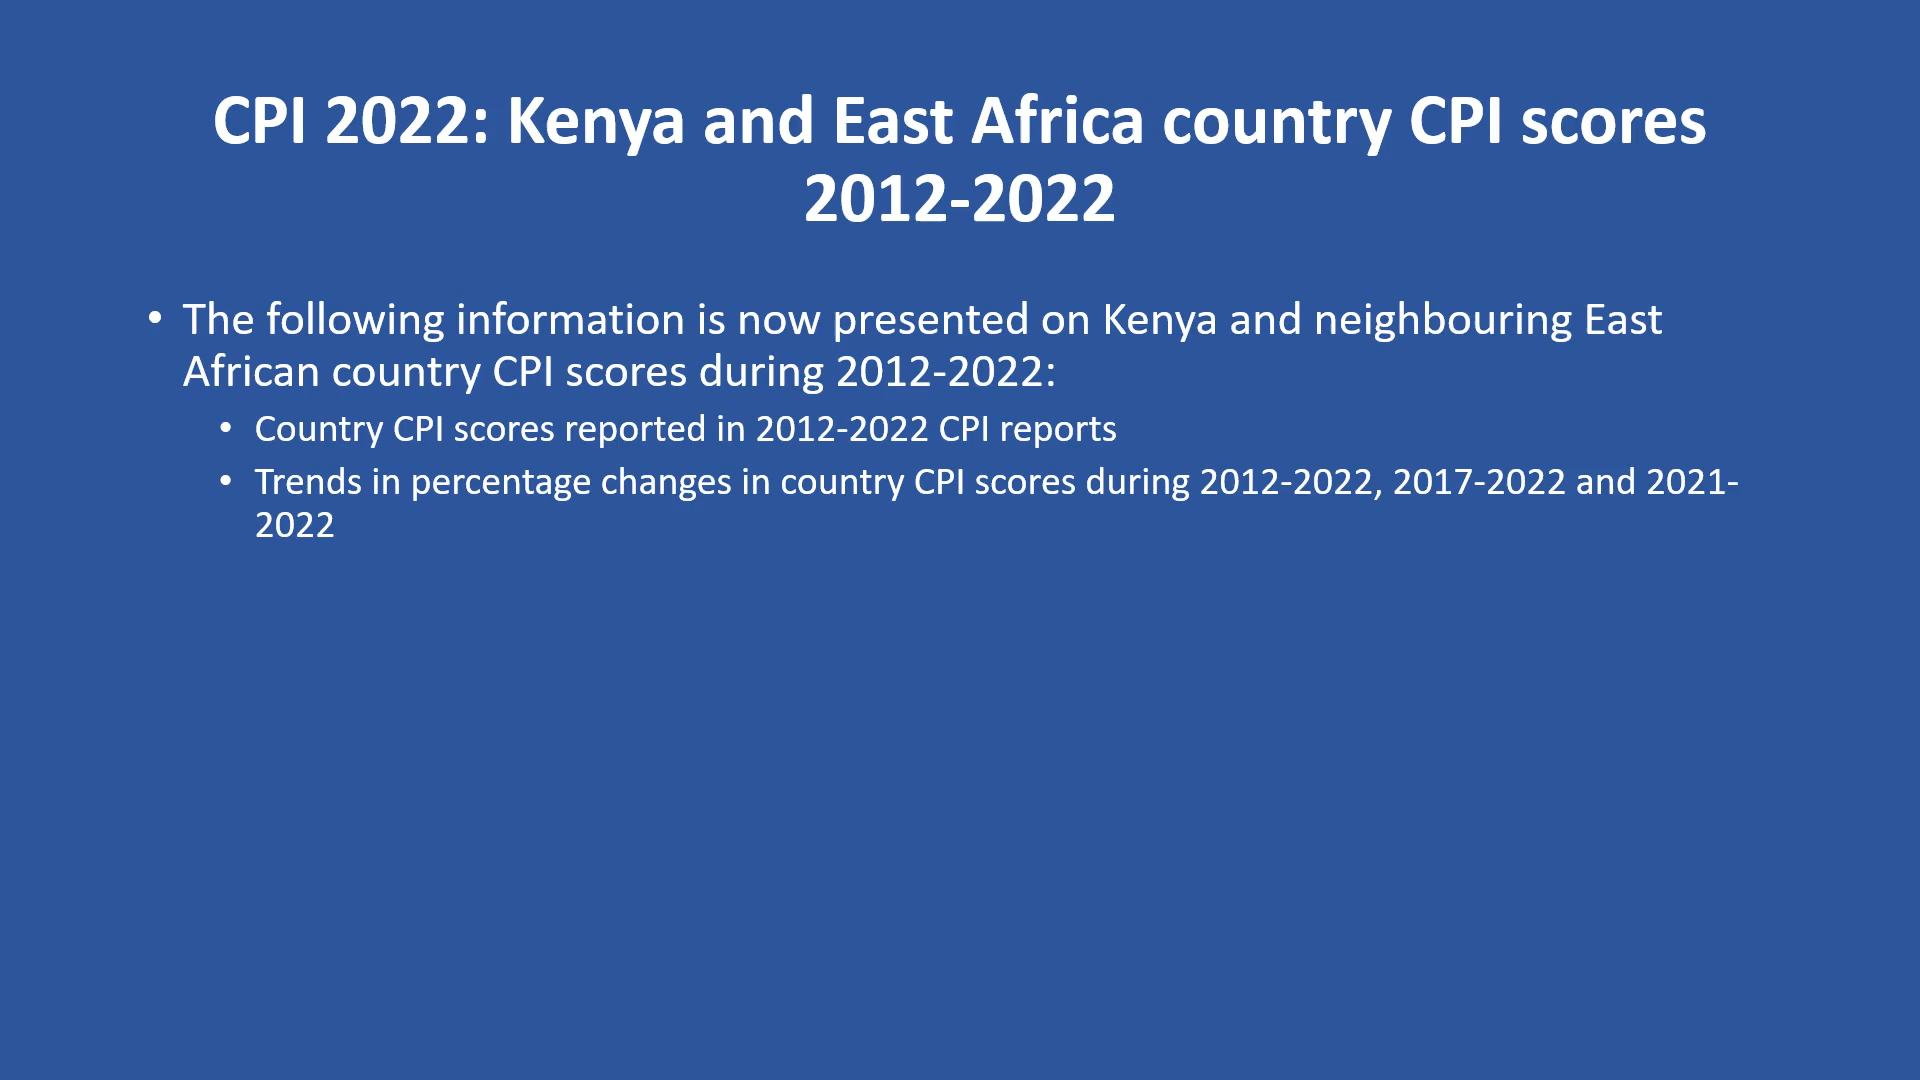 CPI 2022: Kenya and East Africa country CPI scores
2012-2022
• The following information is now presented on Kenya and neighbouring East
African country CPI scores during 2012-2022:
• Country CPI scores reported in 2012-2022 CPI reports
• Trends in percentage changes in country CPI scores during 2012-2022, 2017-2022 and 2021-
2022